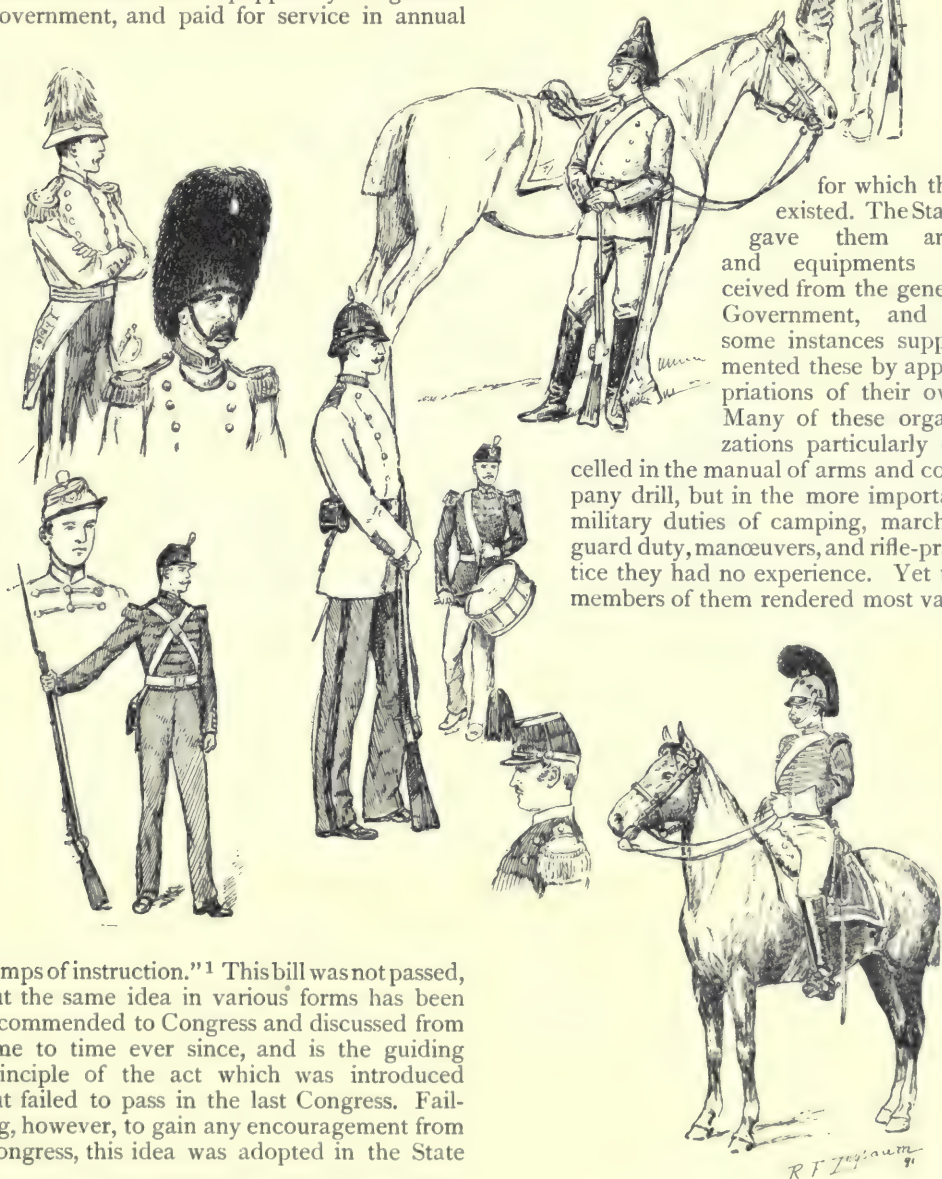 overnment, and paid for service in annual
mps of instruction." 1 This bill was not passed,
t the same idea in various forms has been
commended to Congress and discussed from
me to time ever since, and is the guiding
inciple of the act which was introduced
t failed to pass in the last Congress. Fail-
g, however, to gain any encouragement from
ongress, this idea was adopted in the State
for which th
existed. The Sta
gave them ar
and equipments
ceived from the gene
Government, and
some instances supp
mented these by app
priations of their ov
Many of these orga
zations particularly
celled in the manual of arms and co
pany drill, but in the more importa
military duties of camping, march
guard duty, manœuvers, and rifle-pr
tice they had no experience. Yet
members of them rendered most va
R F 91